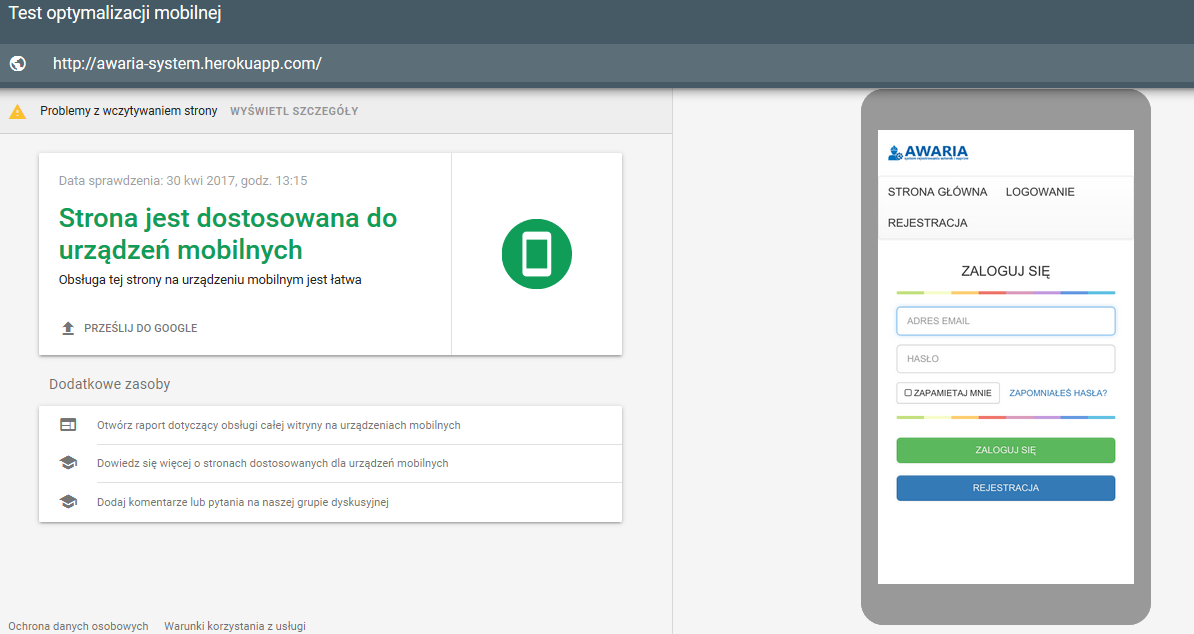 Test optymalizacji mobilnej
http://awaria-system.herokuapp.com/
Problemy z wczytywaniem strony WYŚWIETL SZCZEGÓŁY
Data sprawdzenia: 30 kwi 2017, godz. 13:15
Strona jest dostosowana do
urządzeń mobilnych
Obsługa tej strony na urządzeniu mobilnym jest łatwa
PRZEŚLIJ DO GOOGLE
Dodatkowe zasoby
Otwórz raport dotyczący obsługi całej witryny na urządzeniach mobilnych
Dowiedz się więcej o stronach dostosowanych dla urządzeń mobilnych
Dodaj komentarze lub pytania na naszej grupie dyskusyjnej
Ochrona danych osobowych Warunki korzystania z usługi
AWARIA
STRONA GŁÓWNA LOGOWANIE
REJESTRACJA
ZALOGUJ SIĘ
ADRES EMAIL
HASŁO
ZAPAMIETAJ MNIE ZAPOMNIAŁEŚ HASŁA?
ZALOGUJ SIĘ
REJESTRACJA